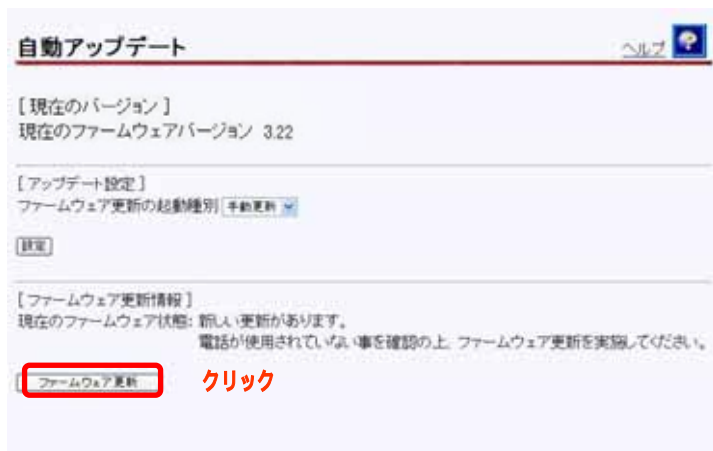 自動アップデート
ヘルプ
[現在のバージョン]
現在のファームウェアバージョン 3.22
[アップデート設定]
ファームウェア更新の起動種別 手動更新
設定
[ファームウェア更新情報]
現在のファームウェア状態: 新しい更新があります。
電話が使用されていない事を確認の上、ファームウェア更新を実施してください。
ファームウェア更新
クリック